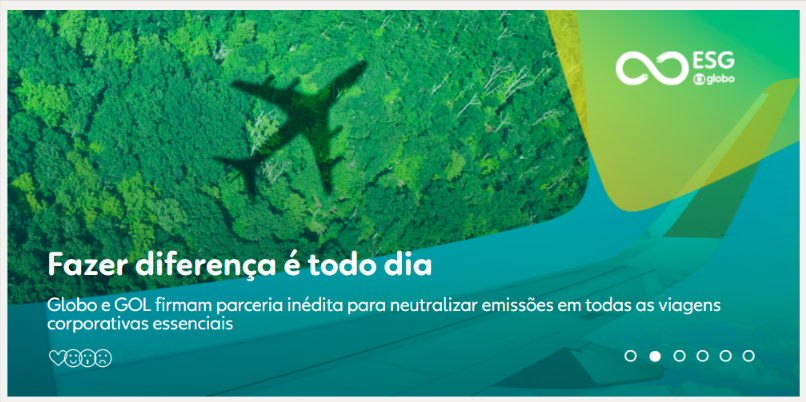 ESG
globo
Fazer diferença é todo dia
Globo e GOL firmam parceria inédita para neutralizar emissões em todas as viagens
corporativas essenciais